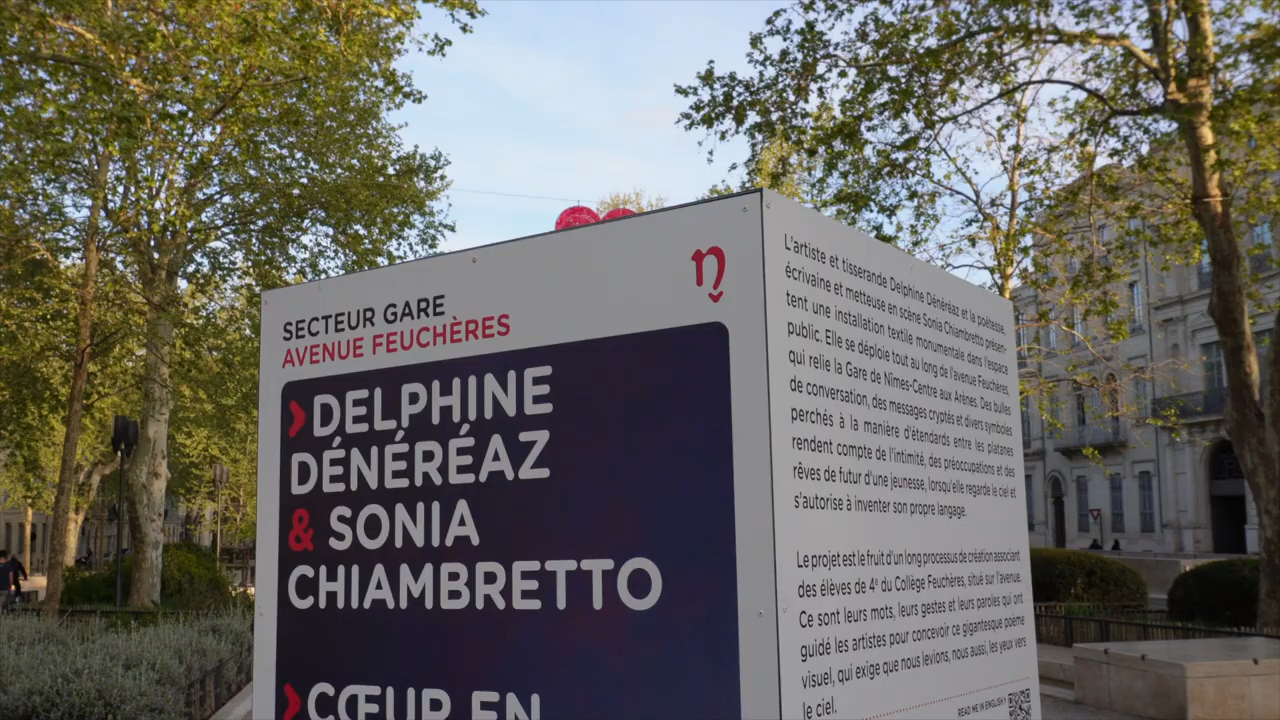 SECTEUR GARE
AVENUE FEUCHÈRES
DELPHINE
DÉNÉRÉAZ
& SONIA
CHIAMBRETTO
CŒUR EN
L'artiste et tisserande Delphine Dénéréaz et la poétesse,
écrivaine et metteuse en scène Sonia Chiambretto présen-
tent une installation textile monumentale dans l'espace
public. Elle se déploie tout au long de l'avenue Feuchères,
qui relie la Gare de Nîmes-Centre aux Arènes. Des bulles
de conversation, des messages cryptés et divers symboles
perchés à la manière d'étendards entre les platanes
rendent compte de l'intimité, des préoccupations et des
rêves de futur d'une jeunesse, lorsqu'elle regarde le ciel et
s'autorise à inventer son propre langage.
Le projet est le fruit d'un long processus de création associant
des élèves de 4e du Collège Feuchères, situé sur l'avenue.
Ce sont leurs mots, leurs gestes et leurs paroles qui ont
guidé les artistes pour concevoir ce gigantesque poème
visuel, qui exige que nous levions, nous aussi, les yeux vers
le ciel.
READ ME IN ENGLISH >